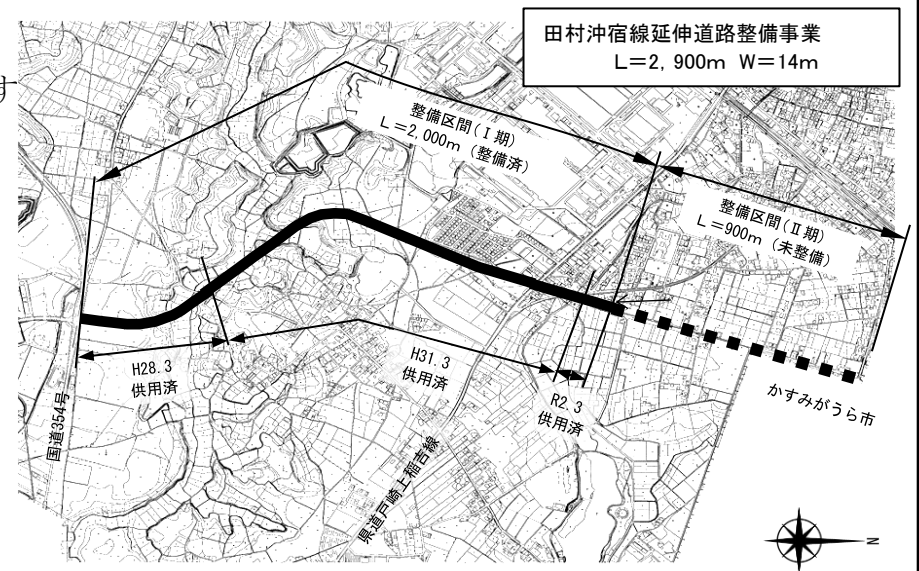 田村沖宿線延伸道路整備事業
L=2,900m W=14m
す
整備区間(Ⅰ期)
L=2,000m (整備済)
整備区間(Ⅱ期)
L=900m (未整備)
H28.3
供用済
H31.3
供用済
R2.3
供用済
国道354号
県道戸崎上稲吉線
かすみがうら市
N